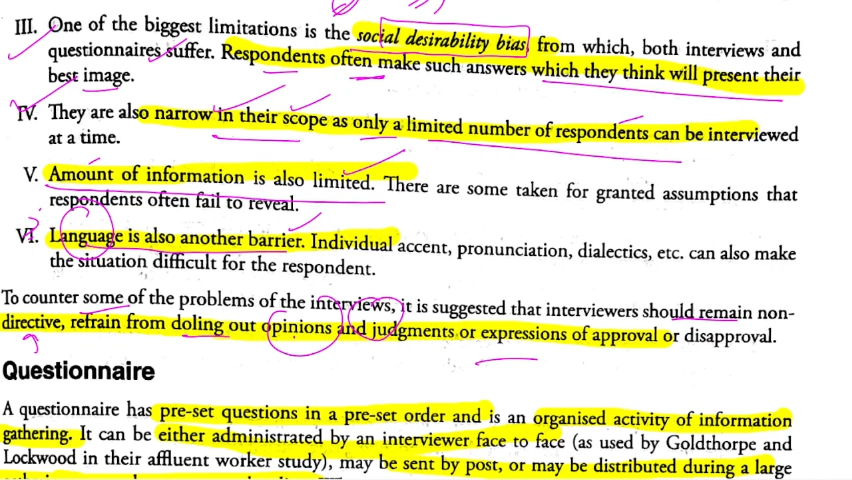 III. One of the biggest limitations is the social desirability bias, from which, both interviews and
questionnaires suffer. Respondents often make such answers which they think will present their
best image.
IV. They are also narrow in their scope as only a limited number of respondents can be interviewed
at a time.
V. Amount of information is also limited. There are some taken for granted assumptions that
respondents often fail to reveal.
VI. Language is also another barrier. Individual accent, pronunciation, dialectics, etc. can also make
the situation difficult for the respondent.
To counter some of the problems of the interviews, it is suggested that interviewers should remain non-
directive, refrain from doling out opinions and judgments or expressions of approval or disapproval.
Questionnaire
A questionnaire has pre-set questions in a pre-set order and is an organised activity of information
gathering. It can be either administrated by an interviewer face to face (as used by Goldthorpe and
Lockwood in their affluent worker study), may be sent by post, or may be distributed during a large